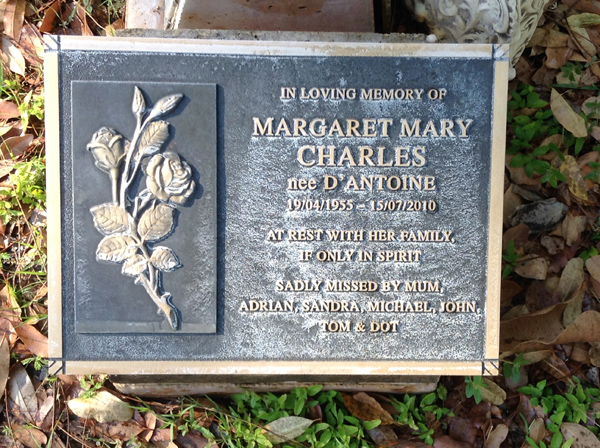 IN LOVING MEMORY OF
MARGARET MARY
CHARLES
nee D'ANTOINE
19/04/1955 – 15/07/2010
AT REST WITH HER FAMILY,
IF ONLY IN SPIRIT
SADLY MISSED BY MUM,
ADRIAN, SANDRA, MICHAEL, JOHN,
TOM & DOT